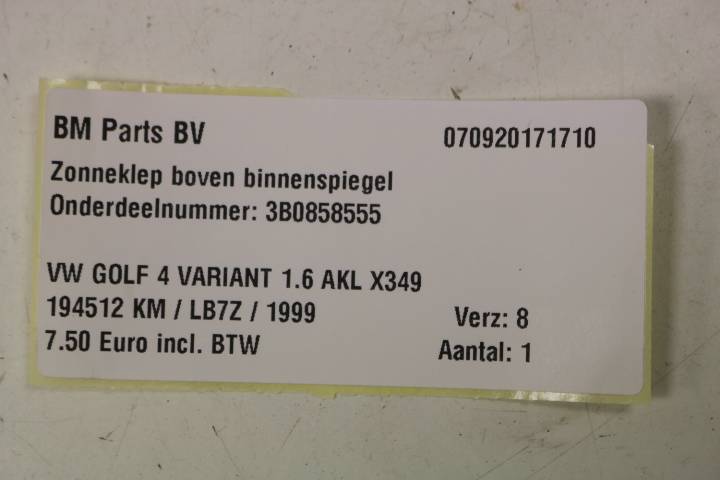 BM Parts BV 070920171710
Zonneklep boven binnenspiegel
Onderdeelnummer: 3B0858555
VW GOLF 4 VARIANT 1.6 AKL X349
194512 KM / LB7Z / 1999 Verz: 8
7.50 Euro incl. BTW Aantal: 1